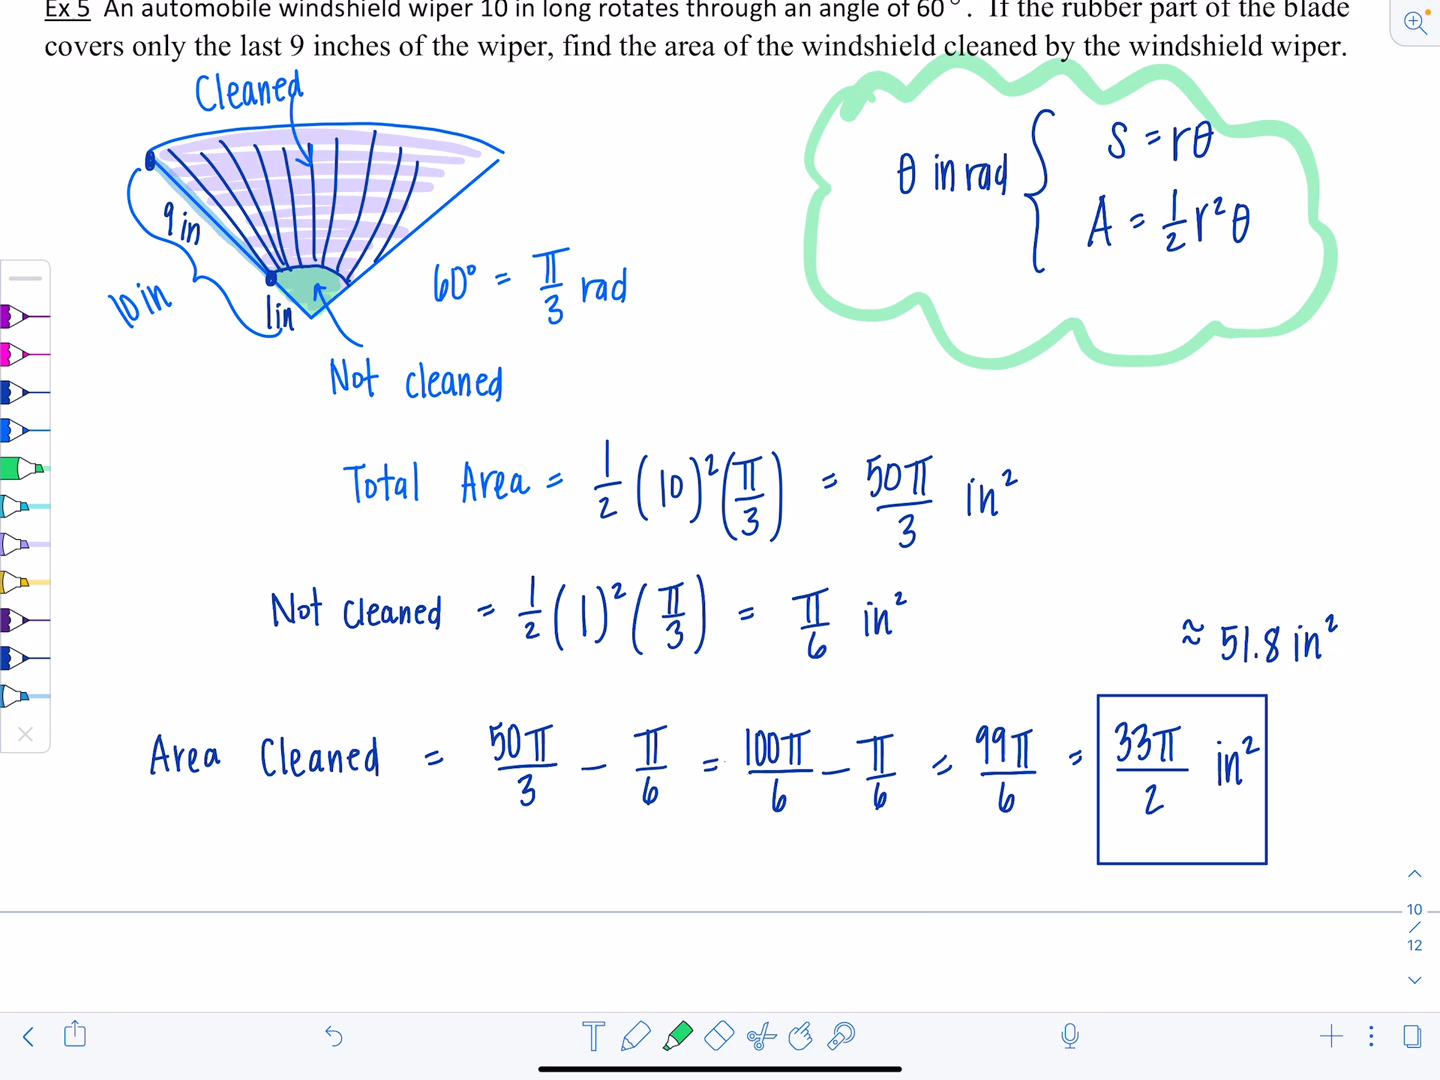 Ex 5 An automobile windshield wiper 10 in long rotates through an angle of 60°. If the rubber part of the blade
covers only the last 9 inches of the wiper, find the area of the windshield cleaned by the windshield wiper.
Cleaned
9 in
10 in
1in
Not cleaned
60° = π/3 rad
θ in rad { S = rθ
A = 1/2 r²θ
Total Area = 1/2 (10)² (π/3) = 50π/3 in²
Not Cleaned = 1/2 (1)² (π/3) = π/6 in²
≈ 51.8 in²
Area Cleaned = 50π/3 − π/6 = 100π/6 − π/6 = 99π/6 = 33π/2 in²
10
/
12
T